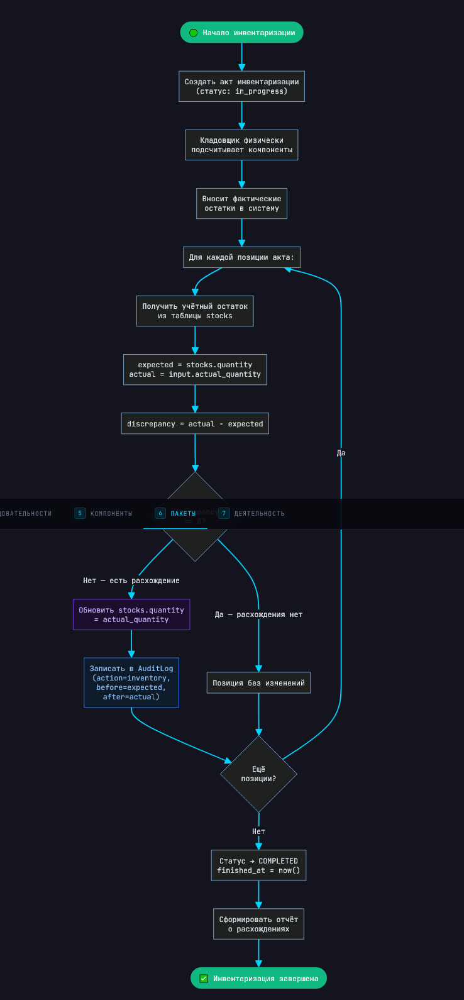 Начало инвентаризации
Создать акт инвентаризации
(статус: in_progress)
Кладовщик физически
подсчитывает компоненты
Вносит фактические
остатки в систему
Для каждой позиции акта:
Получить учётный остаток
из таблицы stocks
expected = stocks.quantity
actual = input.actual_quantity
discrepancy = actual - expected
Да
5 КОМПОНЕНТЫ
6 ПАКЕТЫ
7 ДЕЯТЕЛЬНОСТЬ
== 0?
Нет — есть расхождение
Обновить stocks.quantity
= actual_quantity
Да — расхождения нет
Записать в AuditLog
(action=inventory,
before=expected,
after=actual)
Позиция без изменений
Ещё
позиции?
Нет
Статус → COMPLETED
finished_at = now()
Сформировать отчёт
о расхождениях
Инвентаризация завершена